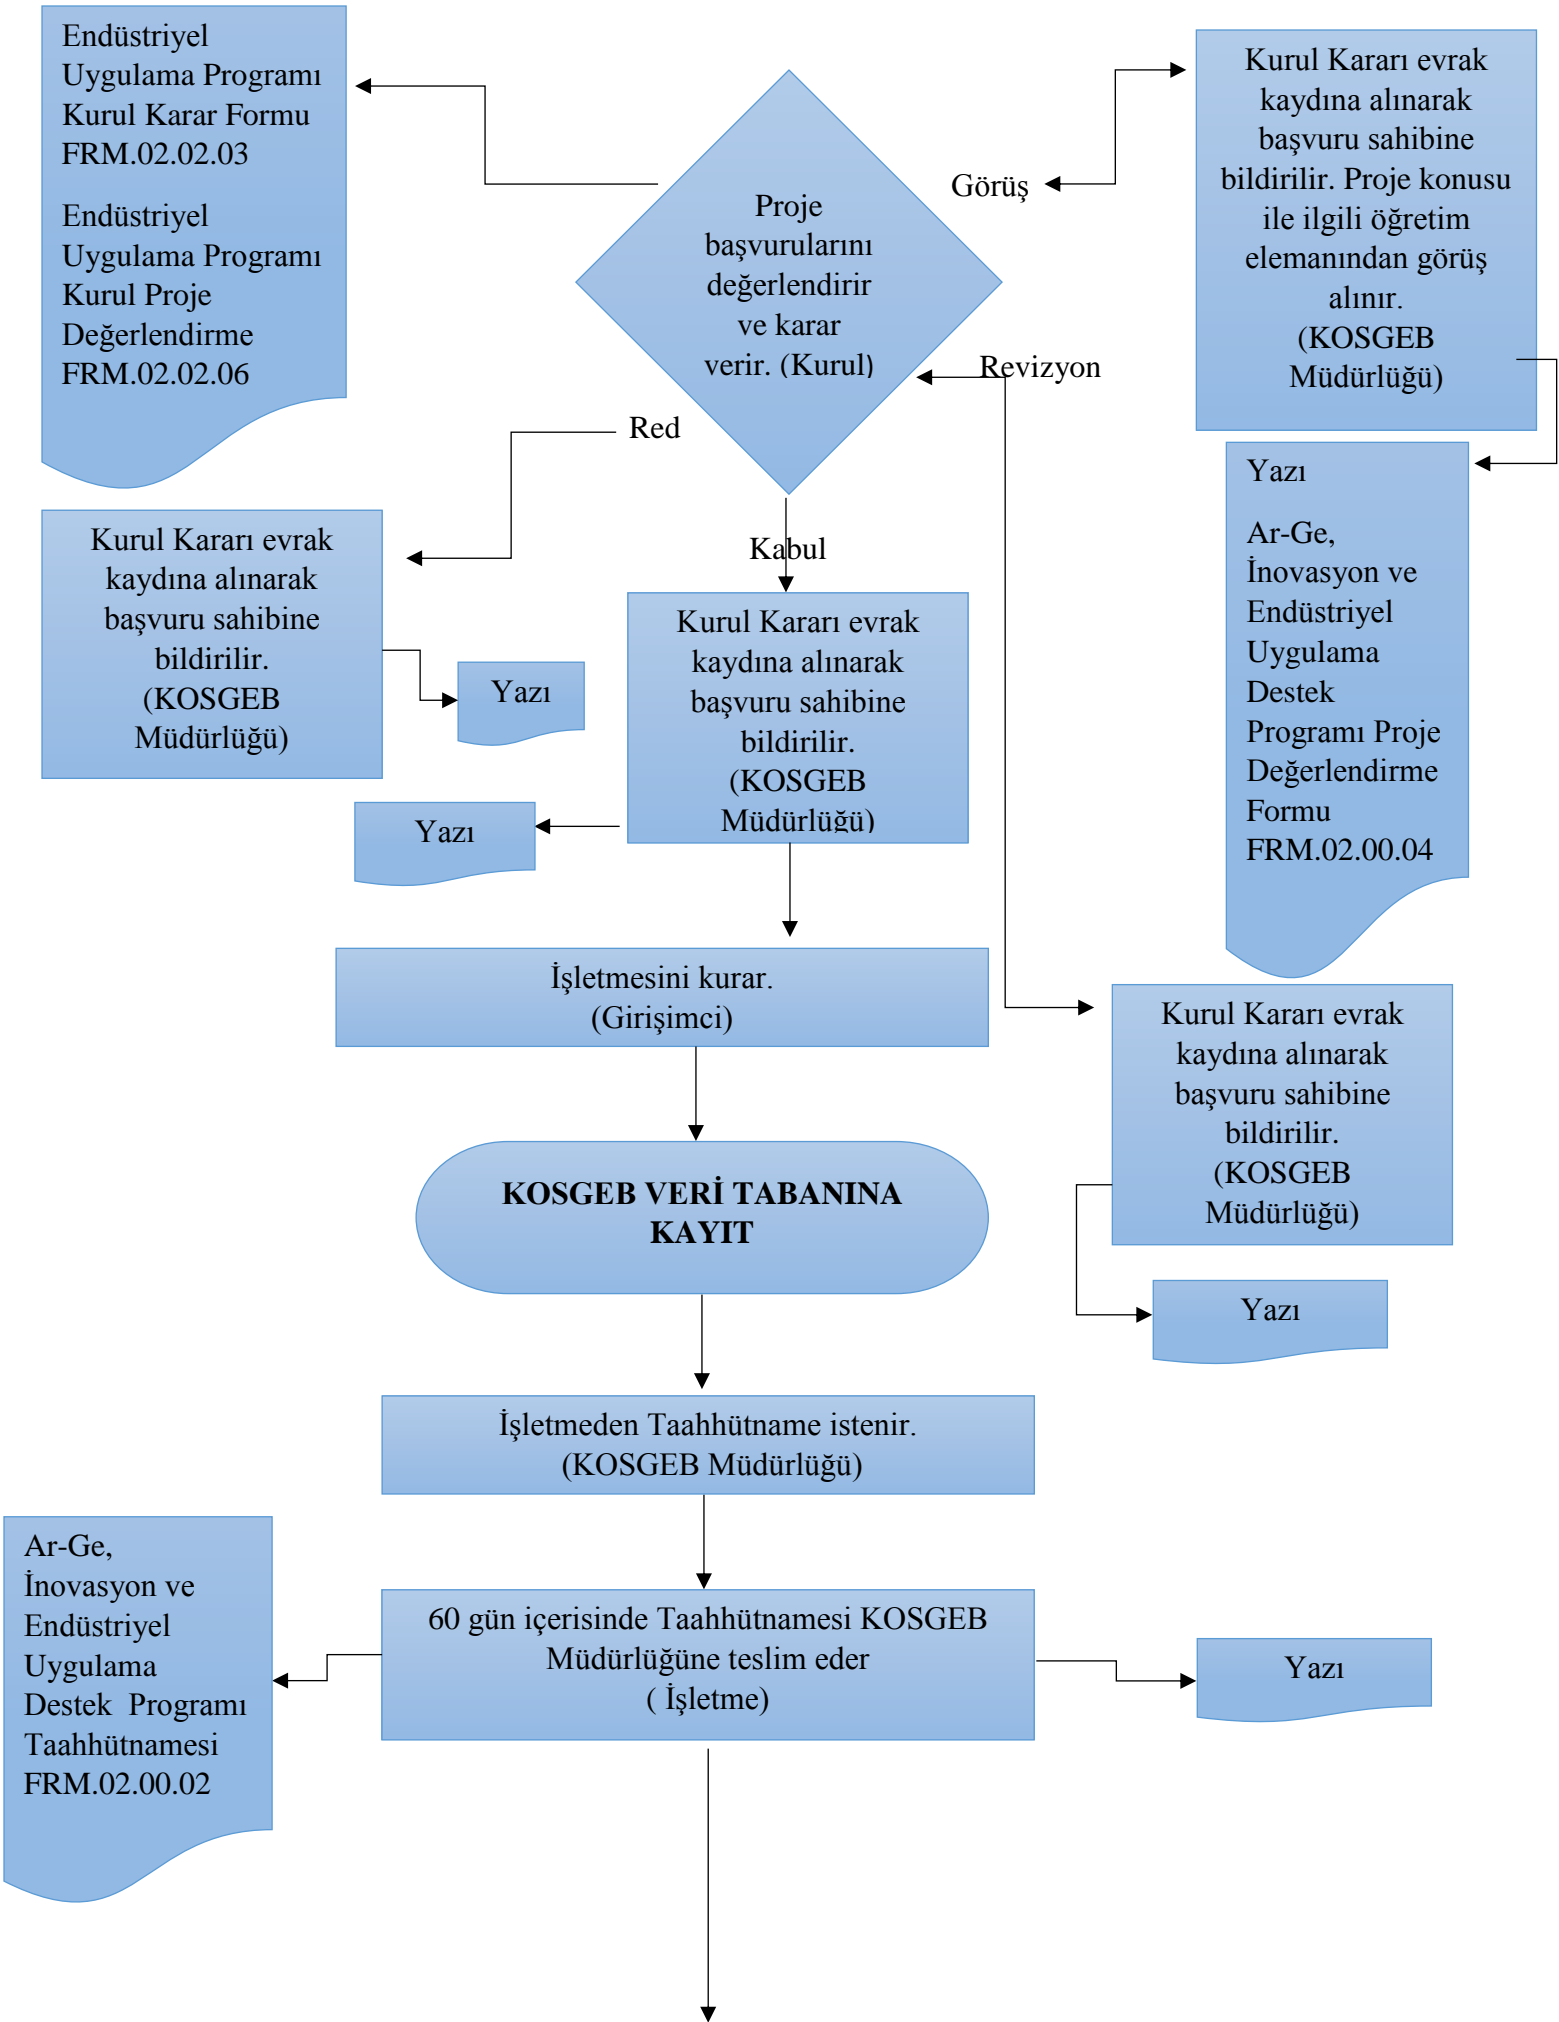 Endüstriyel
Uygulama Programı
Kurul Karar Formu
FRM.02.02.03
Endüstriyel
Uygulama Programı
Kurul Proje
Değerlendirme
FRM.02.02.06
Proje
başvurularını
değerlendirir
ve karar
verir. (Kurul)
Görüş
Kurul Kararı evrak
kaydına alınarak
başvuru sahibine
bildirilir. Proje konusu
ile ilgili öğretim
elemanından görüş
alınır.
(KOSGEB
Müdürlüğü)
Revizyon
Red
Kabul
Yazı
Ar-Ge,
İnovasyon ve
Endüstriyel
Uygulama
Destek
Programı Proje
Değerlendirme
Formu
FRM.02.00.04
Kurul Kararı evrak
kaydına alınarak
başvuru sahibine
bildirilir.
(KOSGEB
Müdürlüğü)
Yazı
Kurul Kararı evrak
kaydına alınarak
başvuru sahibine
bildirilir.
(KOSGEB
Müdürlüğü)
Yazı
İşletmesini kurar.
(Girişimci)
Kurul Kararı evrak
kaydına alınarak
başvuru sahibine
bildirilir.
(KOSGEB
Müdürlüğü)
Yazı
KOSGEB VERİ TABANINA
KAYIT
İşletmeden Taahhütname istenir.
(KOSGEB Müdürlüğü)
Ar-Ge,
İnovasyon ve
Endüstriyel
Uygulama
Destek  Programı
Taahhütnamesi
FRM.02.00.02
60 gün içerisinde Taahhütnamesi KOSGEB
Müdürlüğüne teslim eder
( İşletme)
Yazı